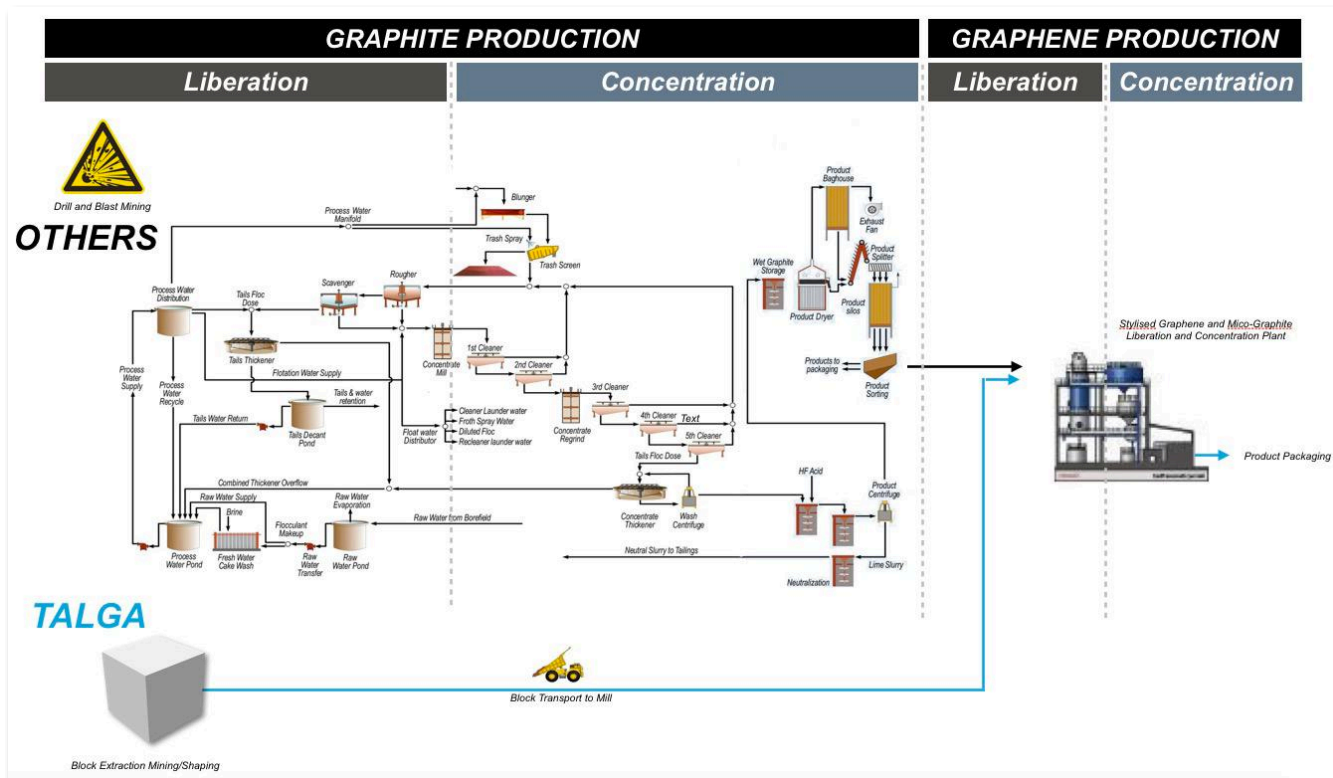 GRAPHITE PRODUCTION
GRAPHENE PRODUCTION
Liberation
Concentration
Liberation
Concentration
Drill and Blast Mining
OTHERS
Process Water
Manifold
Blunger
Trash Spray
Trash Screen
Product
Baghouse
Exhaust
Fan
Product
Splitter
Wet Graphite
Storage
Product Dryer
Product
silos
Products to
packaging
Product
Sorting
Process Water
Distribution
Tails Floc
Dose
Scavenger
Rougher
Tails Thickener
Concentrate
Mill
1st Cleaner
2nd Cleaner
3rd Cleaner
4th Cleaner
Text
5th Cleaner
Concentrate
Regrind
Process
Water
Supply
Process
Water
Recycle
Flotation Water Supply
Tails & water
retention
Tails Water Return
Tails Decant
Pond
Float water
Distributor
Cleaner Launder water
Froth Spray Water
Diluted Floc
Recleaner launder water
Tails Floc Dose
Combined Thickener Overflow
Raw Water Supply
Raw Water
Evaporation
Brine
Flocculant
Makeup
Raw Water from Borefield
Concentrate
Thickener
Wash
Centrifuge
HF Acid
Product
Centrifuge
Process
Water Pond
Fresh Water
Cake Wash
Raw
Water
Transfer
Raw
Water Pond
Neutral Slurry to Tailings
Neutralization
Lime Slurry
Stylised Graphene and Mico-Graphite
Liberation and Concentration Plant
Product Packaging
TALGA
Block Transport to Mill
Block Extraction Mining/Shaping